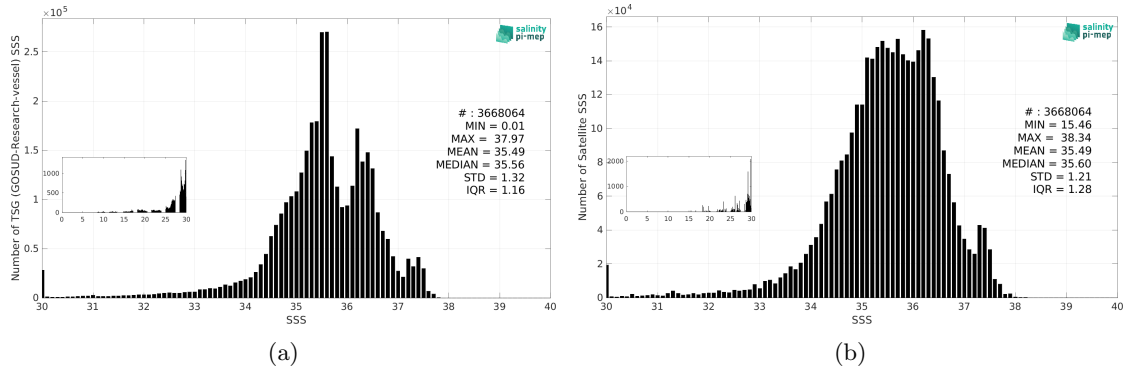 ×10⁵
salinity
pi-mep
Number of TSG (GOSUD-Research-vessel) SSS
2.5
2
1.5
1
0.5
0
# : 3668064
MIN = 0.01
MAX = 37.97
MEAN = 35.49
MEDIAN = 35.56
STD = 1.32
IQR = 1.16
1000
500
0
0 5 10 15 20 25 30
30 31 32 33 34 35 36 37 38 39 40
SSS
(a)
×10⁴
salinity
pi-mep
Number of Satellite SSS
16
14
12
10
8
6
4
2
0
# : 3668064
MIN = 15.46
MAX = 38.34
MEAN = 35.49
MEDIAN = 35.60
STD = 1.21
IQR = 1.28
2000
1000
0
0 5 10 15 20 25 30
30 31 32 33 34 35 36 37 38 39 40
SSS
(b)